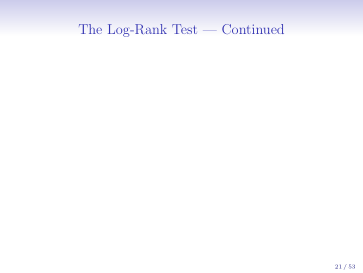 The Log-Rank Test — Continued
21 / 53